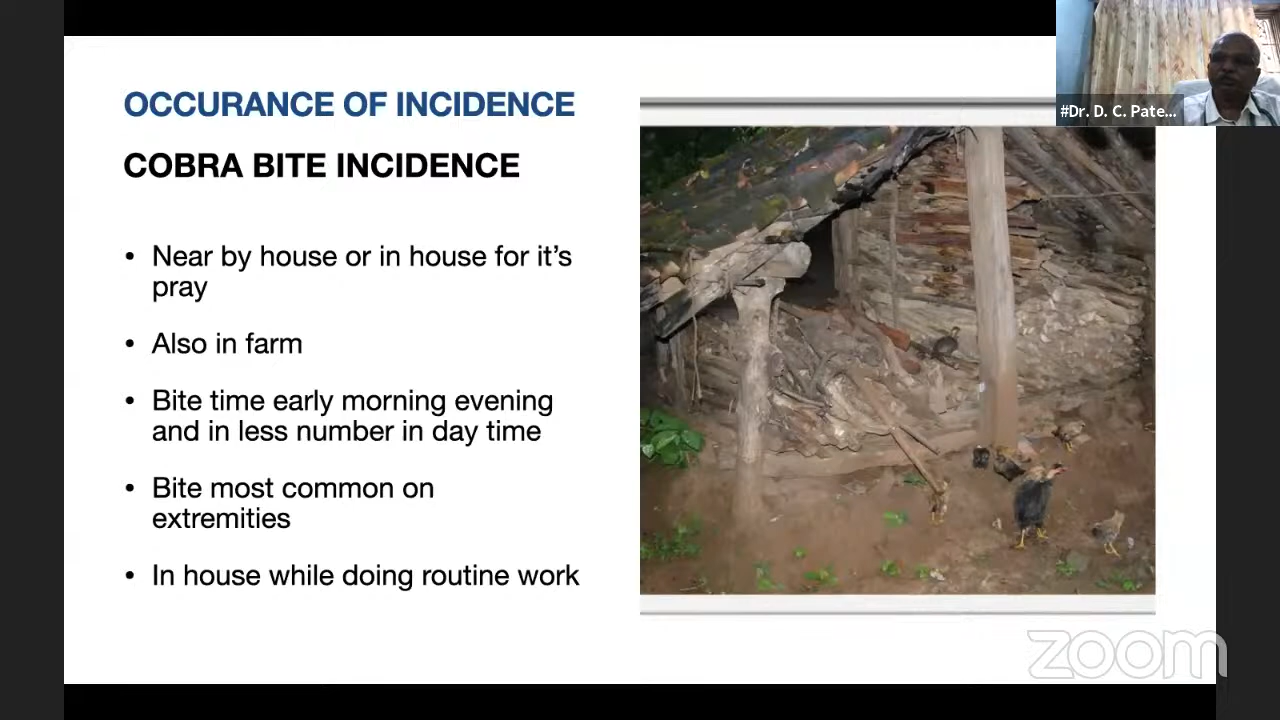 OCCURANCE OF INCIDENCE
COBRA BITE INCIDENCE
• Near by house or in house for it's
pray
• Also in farm
• Bite time early morning evening
and in less number in day time
• Bite most common on
extremities
• In house while doing routine work
#Dr. D. C. Pate...
zoom